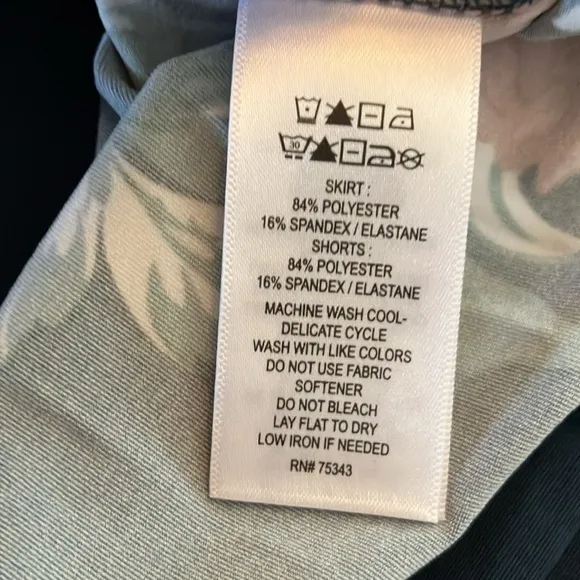 SKIRT :
84% POLYESTER
16% SPANDEX / ELASTANE
SHORTS :
84% POLYESTER
16% SPANDEX / ELASTANE
MACHINE WASH COOL-
DELICATE CYCLE
WASH WITH LIKE COLORS
DO NOT USE FABRIC
SOFTENER
DO NOT BLEACH
LAY FLAT TO DRY
LOW IRON IF NEEDED
RN# 75343